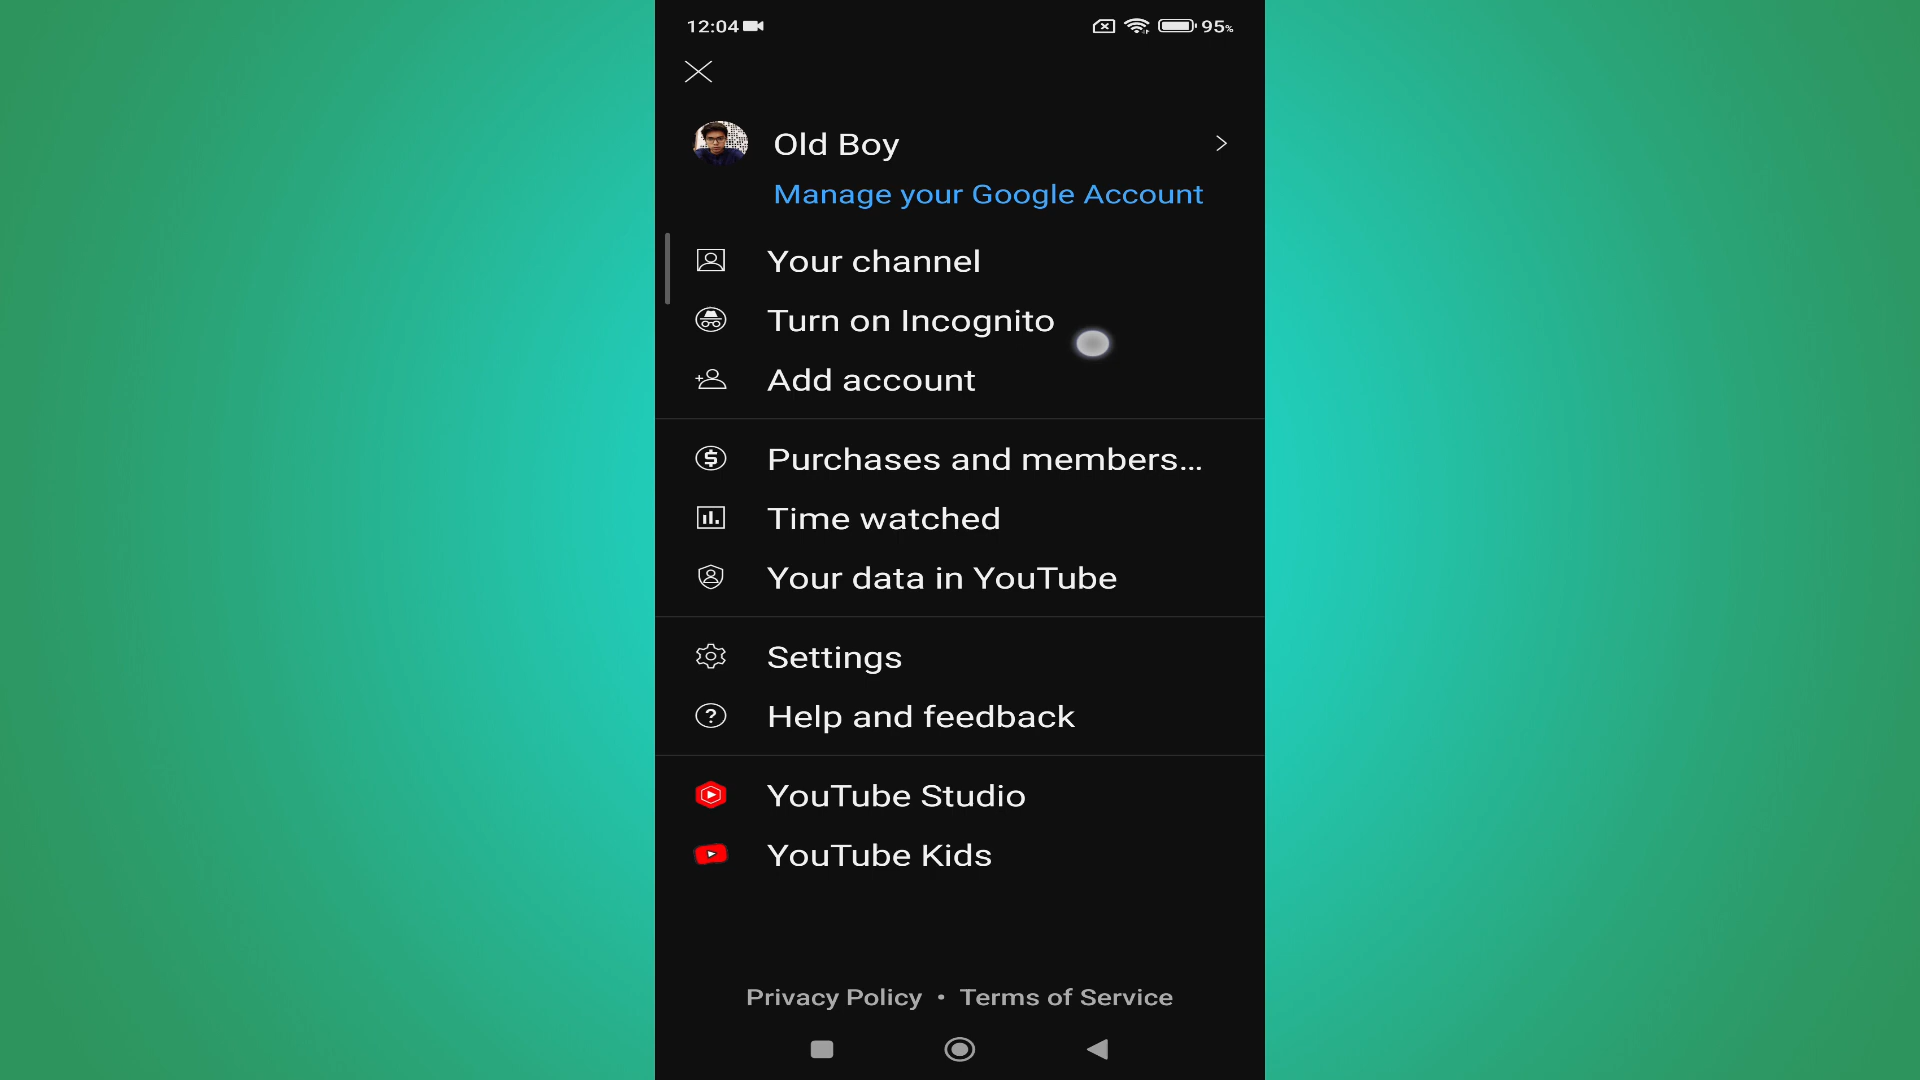 12:04 95%
Old Boy
Manage your Google Account
Your channel
Turn on Incognito
Add account
Purchases and members...
Time watched
Your data in YouTube
Settings
Help and feedback
YouTube Studio
YouTube Kids
Privacy Policy • Terms of Service